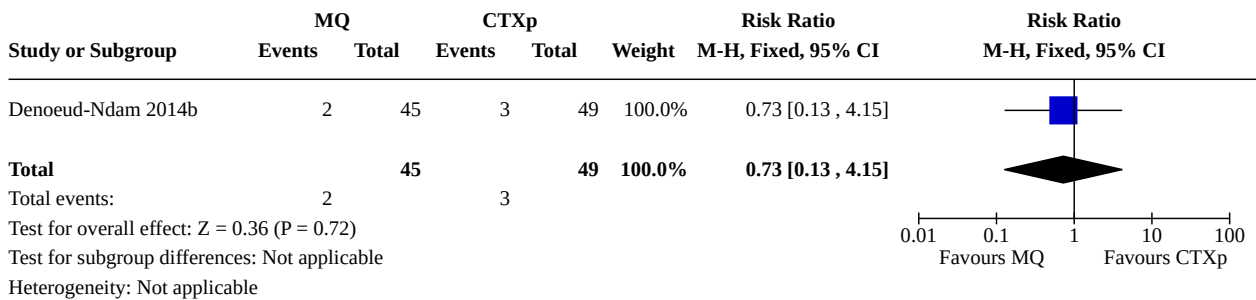 MQ CTXp Risk Ratio Risk Ratio
Study or Subgroup Events Total Events Total Weight M-H, Fixed, 95% CI M-H, Fixed, 95% CI
Denoeud-Ndam 2014b 2 45 3 49 100.0% 0.73 [0.13 , 4.15]
Total 45 49 100.0% 0.73 [0.13 , 4.15]
Total events: 2 3
Test for overall effect: Z = 0.36 (P = 0.72)
Test for subgroup differences: Not applicable
Heterogeneity: Not applicable
0.01 0.1 1 10 100
Favours MQ Favours CTXp